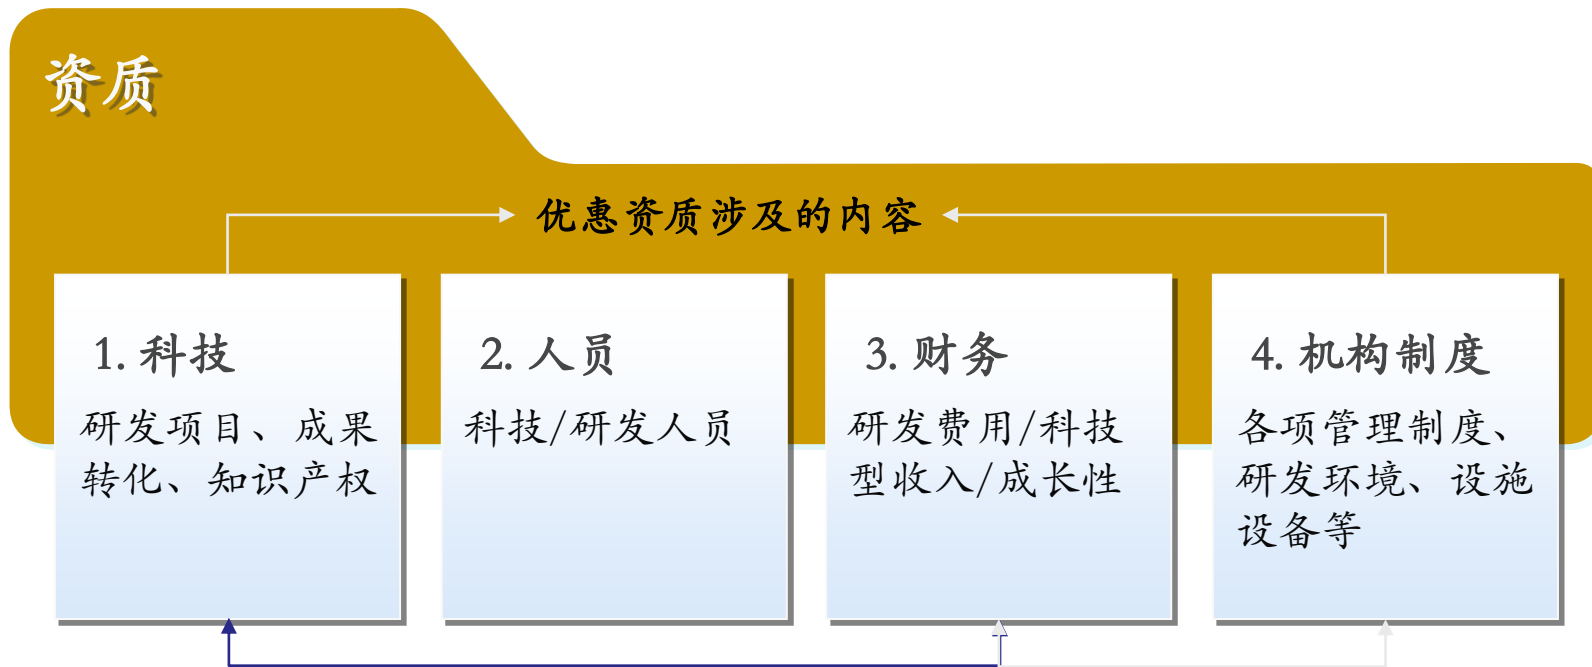 资质
优惠资质涉及的内容
1. 科技
研发项目、成果
转化、知识产权
2. 人员
科技/研发人员
3. 财务
研发费用/科技
型收入/成长性
4. 机构制度
各项管理制度、
研发环境、设施
设备等